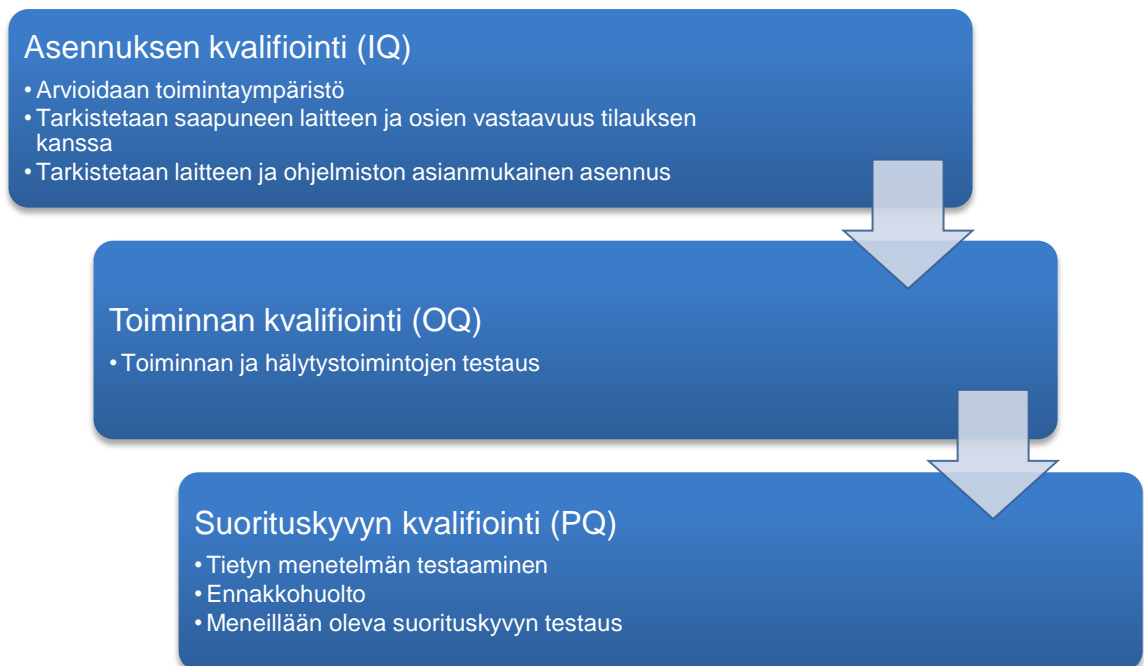 Asennuksen kvalifiointi (IQ)
• Arvioidaan toimintaympäristö
• Tarkistetaan saapuneen laitteen ja osien vastaavuus tilauksen
kanssa
• Tarkistetaan laitteen ja ohjelmiston asianmukainen asennus
Toiminnan kvalifiointi (OQ)
• Toiminnan ja hälytystoimintojen testaus
Suorituskyvyn kvalifiointi (PQ)
• Tietyn menetelmän testaaminen
• Ennakkohuolto
• Meneillään oleva suorituskyvyn testaus